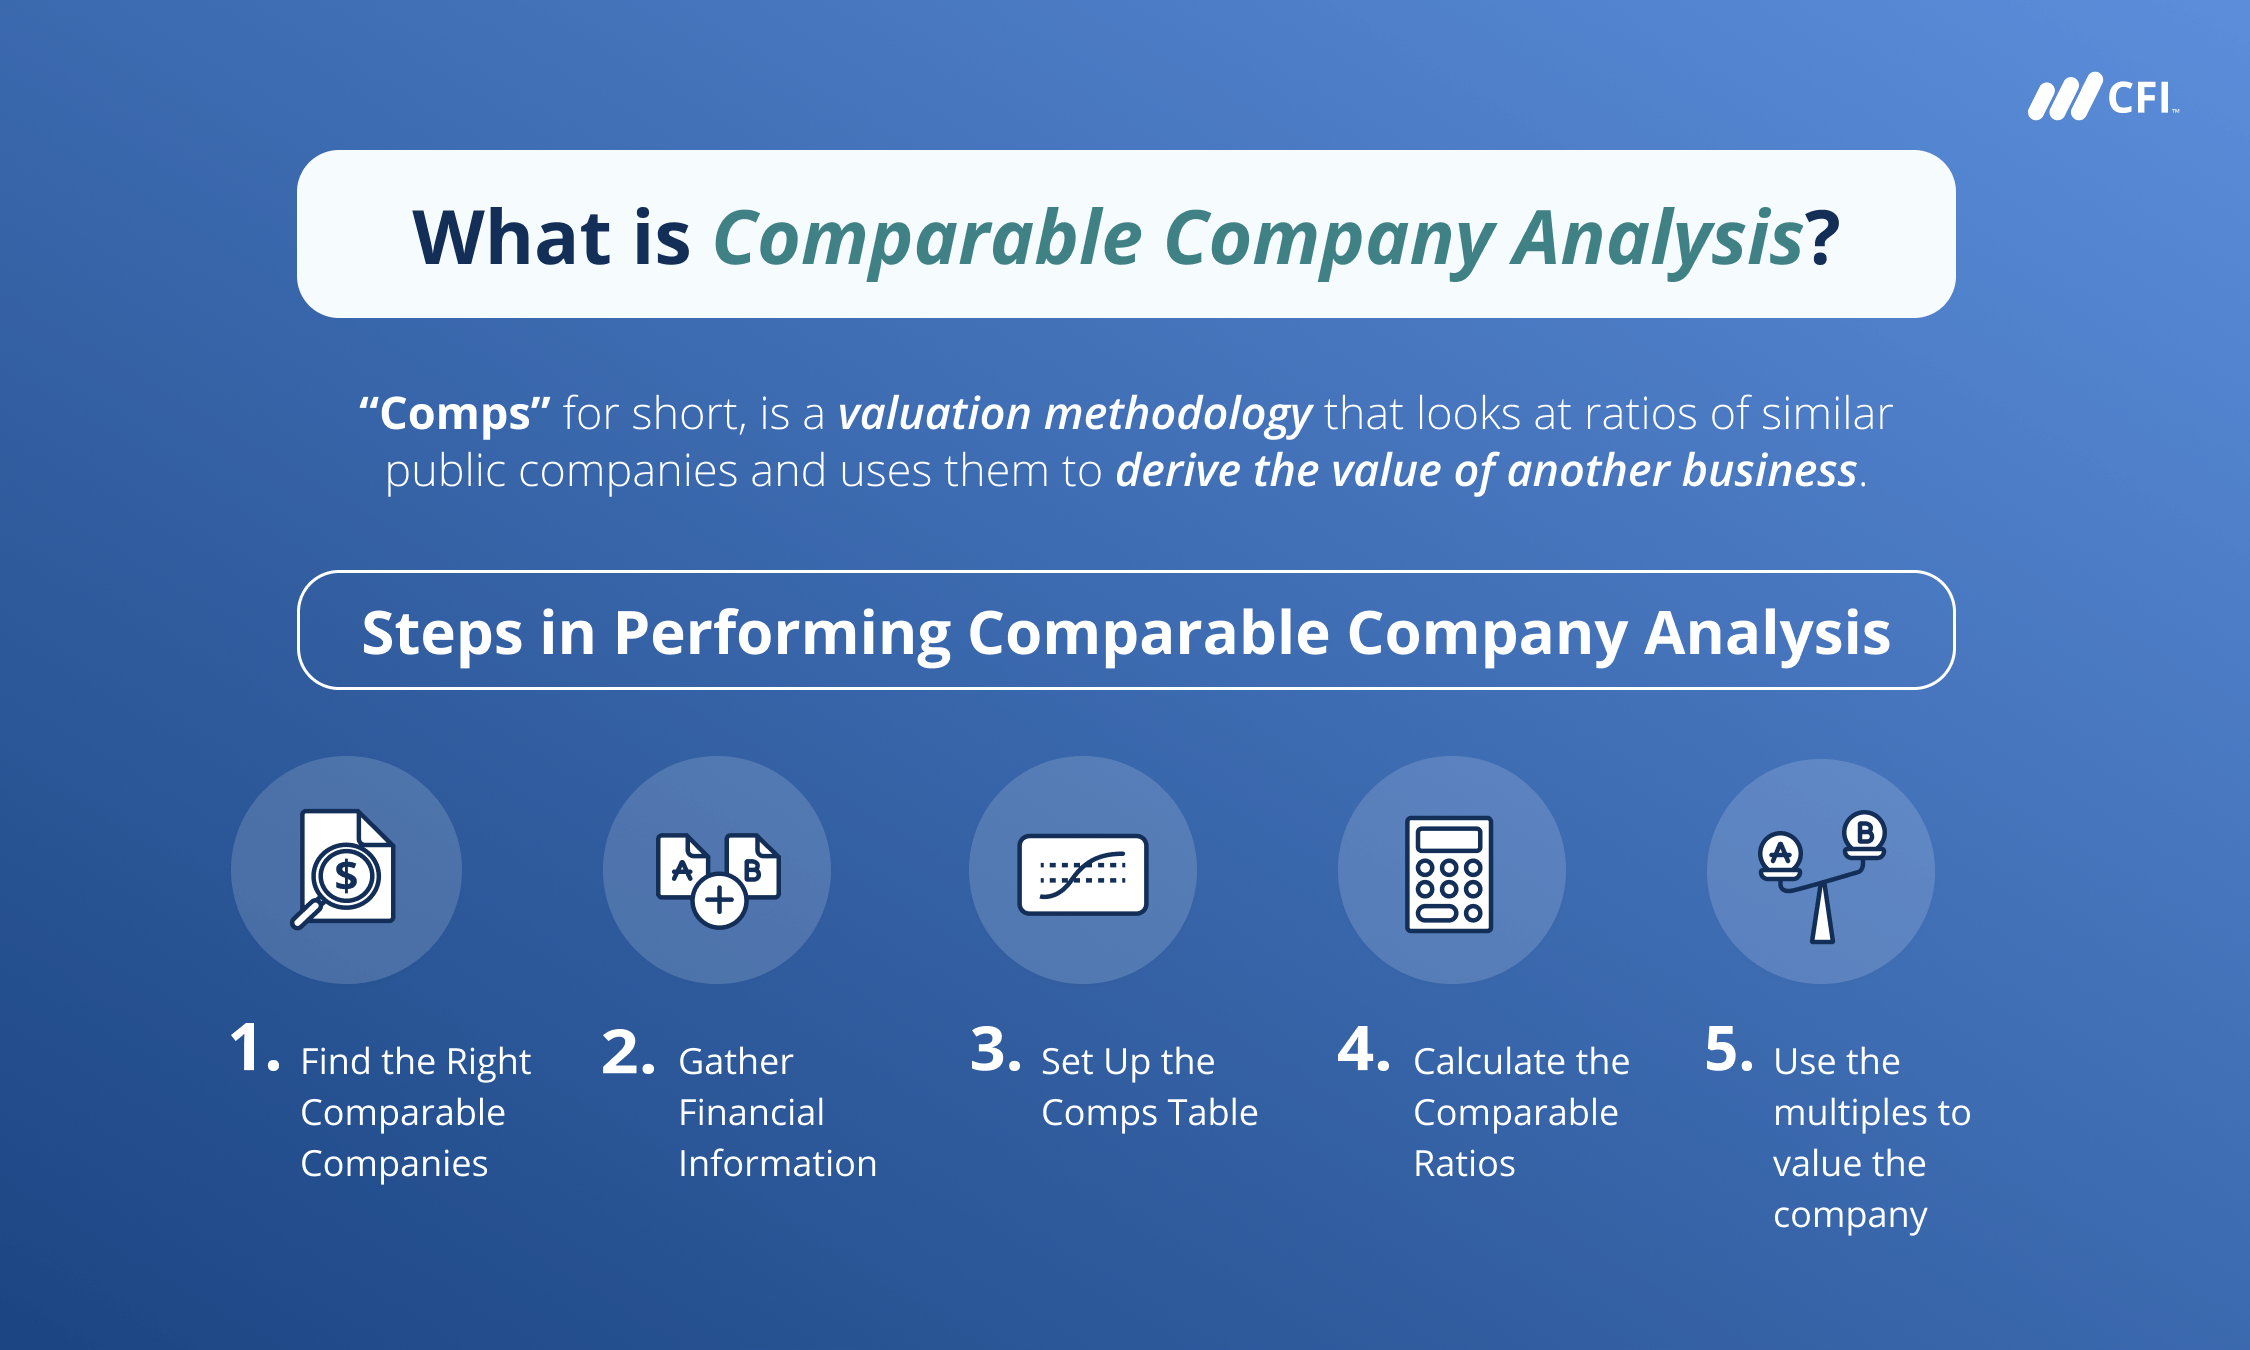 CFI™
What is Comparable Company Analysis?
“Comps” for short, is a valuation methodology that looks at ratios of similar
public companies and uses them to derive the value of another business.
Steps in Performing Comparable Company Analysis
$
A
B
A
B
1. Find the Right
Comparable
Companies
2. Gather
Financial
Information
3. Set Up the
Comps Table
4. Calculate the
Comparable
Ratios
5. Use the
multiples to
value the
company